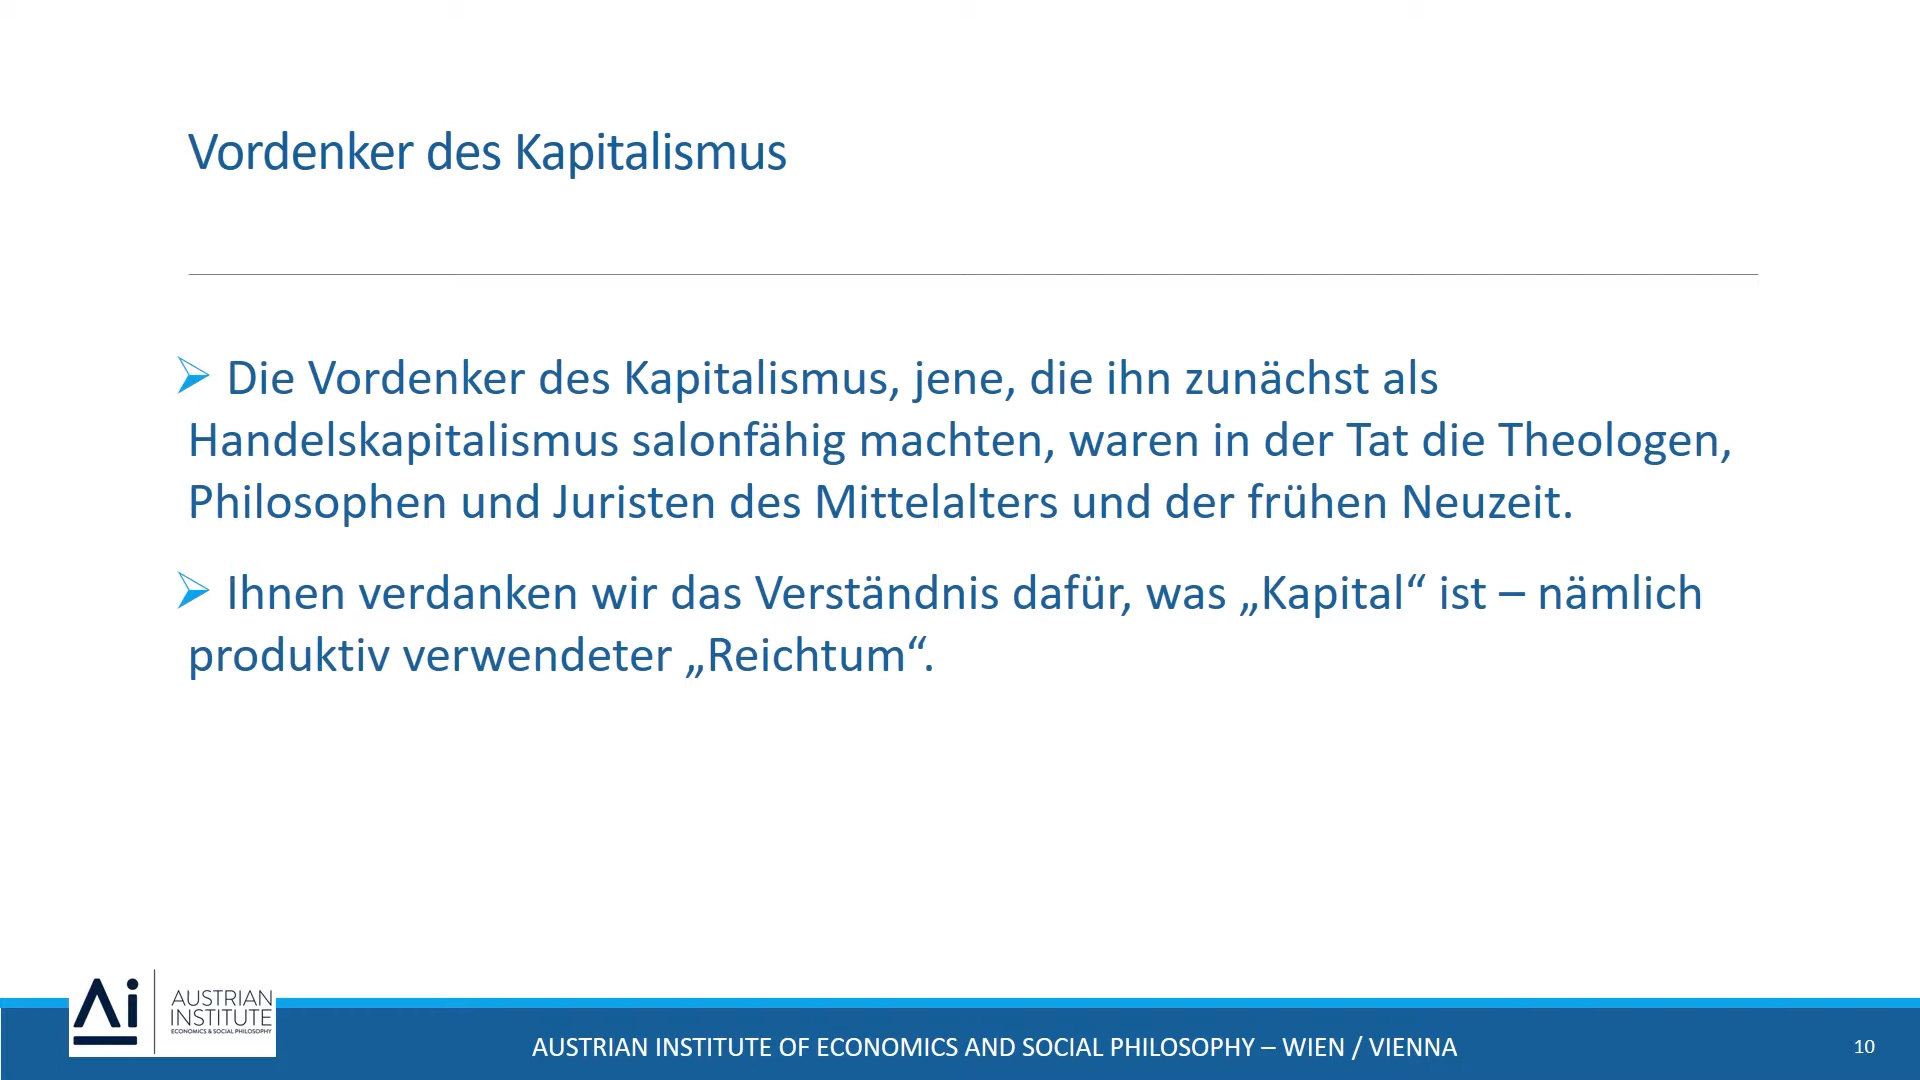 Vordenker des Kapitalismus
Die Vordenker des Kapitalismus, jene, die ihn zunächst als
Handelskapitalismus salonfähig machten, waren in der Tat die Theologen,
Philosophen und Juristen des Mittelalters und der frühen Neuzeit.
Ihnen verdanken wir das Verständnis dafür, was „Kapital“ ist – nämlich
produktiv verwendeter „Reichtum“.
Ai
AUSTRIAN
INSTITUTE
ECONOMICS & SOCIAL PHILOSOPHY
AUSTRIAN INSTITUTE OF ECONOMICS AND SOCIAL PHILOSOPHY – WIEN / VIENNA
10